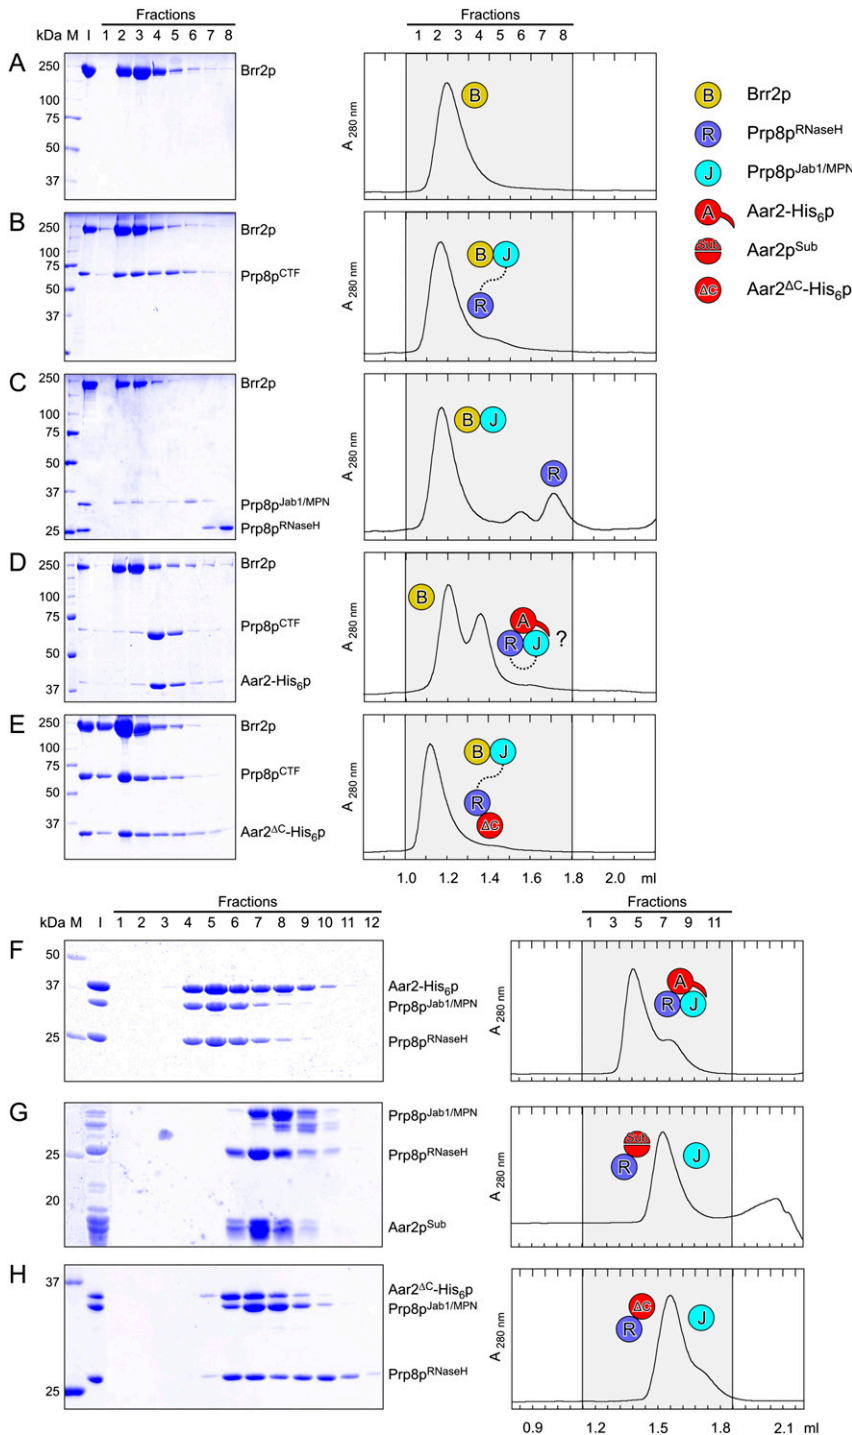 Fractions
kDa M I 1 2 3 4 5 6 7 8
Fractions
1 2 3 4 5 6 7 8
A
250
100
75
50
37
Brr2p
A 280 nm
B
B
Brr2p
R
Prp8pRNaseH
J
Prp8pJab1/MPN
A
Aar2-His6p
Sub
Aar2pSub
ΔC
Aar2ΔC-His6p
B
250
100
75
50
37
Brr2p
Prp8pCTF
A 280 nm
B J
R
C
250
100
75
50
37
25
Brr2p
Prp8pJab1/MPN
Prp8pRNaseH
A 280 nm
B J
R
D
250
100
75
50
37
Brr2p
Prp8pCTF
Aar2-His6p
A 280 nm
B
A
R J ?
E
250
100
75
50
37
Brr2p
Prp8pCTF
Aar2ΔC-His6p
A 280 nm
B J
R
ΔC
1.0 1.2 1.4 1.6 1.8 2.0 ml
Fractions
kDa M I 1 2 3 4 5 6 7 8 9 10 11 12
Fractions
1 3 5 7 9 11
F
50
37
25
Aar2-His6p
Prp8pJab1/MPN
Prp8pRNaseH
A 280 nm
A
R J
G
25
20
Prp8pJab1/MPN
Prp8pRNaseH
Aar2pSub
A 280 nm
Sub
R J
H
37
25
Aar2ΔC-His6p
Prp8pJab1/MPN
Prp8pRNaseH
A 280 nm
ΔC
R J
0.9 1.2 1.5 1.8 2.1 ml